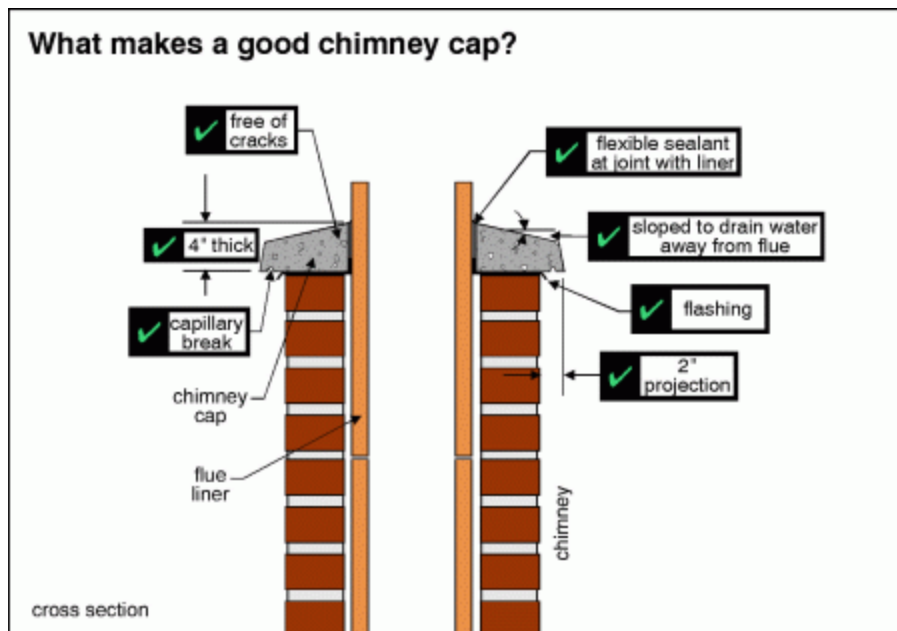 What makes a good chimney cap?
free of
cracks
flexible sealant
at joint with liner
4" thick
sloped to drain water
away from flue
capillary
break
flashing
2"
projection
chimney
cap
flue
liner
chimney
cross section